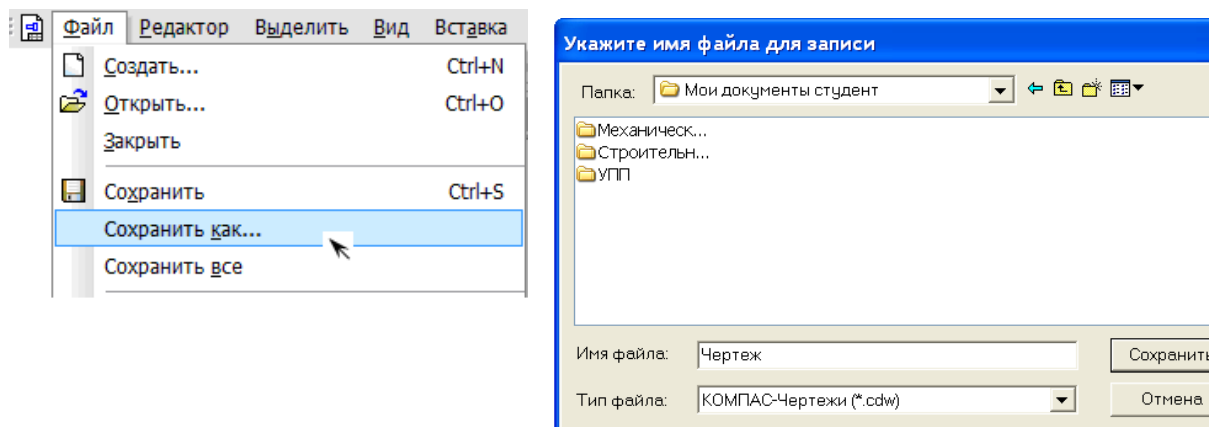 Файл Редактор Выделить Вид Вставка
Создать... Ctrl+N
Открыть... Ctrl+O
Закрыть
Сохранить Ctrl+S
Сохранить как...
Сохранить все
Укажите имя файла для записи
Папка: Мои документы студент
Механическ...
Строительн...
УПП
Имя файла: Чертеж Сохранить
Тип файла: КОМПАС-Чертежи (*.cdw) Отмена